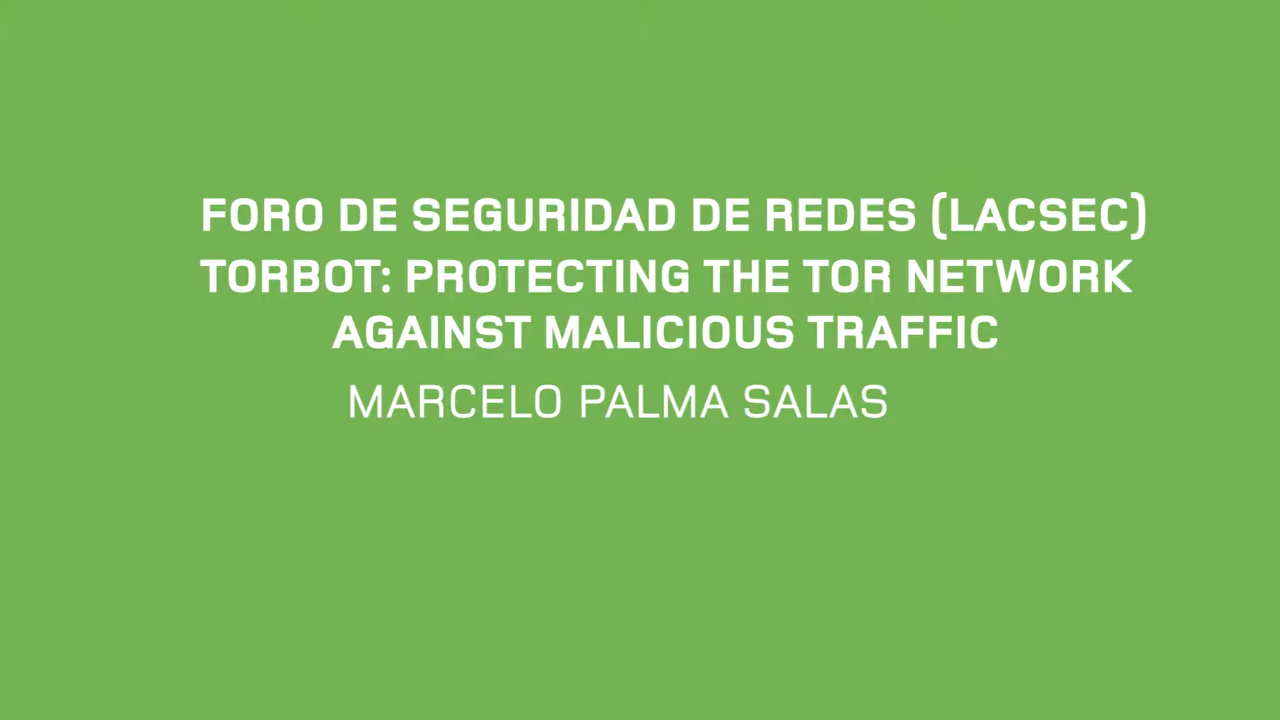 FORO DE SEGURIDAD DE REDES (LACSEC)
TORBOT: PROTECTING THE TOR NETWORK
AGAINST MALICIOUS TRAFFIC
MARCELO PALMA SALAS